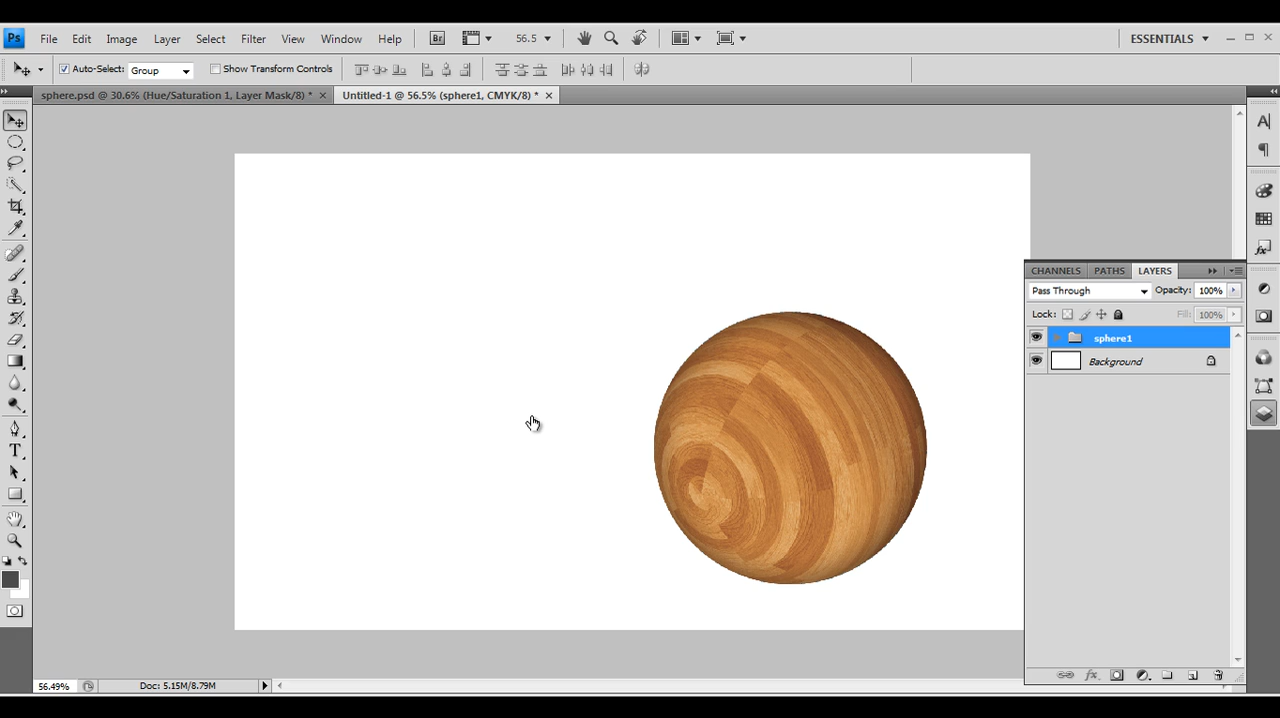 Ps File Edit Image Layer Select Filter View Window Help Br 56.5 ESSENTIALS
Auto-Select: Group Show Transform Controls
sphere.psd @ 30.6% (Hue/Saturation 1, Layer Mask/8) * × Untitled-1 @ 56.5% (sphere1, CMYK/8) * ×
CHANNELS PATHS LAYERS
Pass Through Opacity: 100%
Lock: Fill: 100%
sphere1
Background
56.49% Doc: 5.15M/8.79M